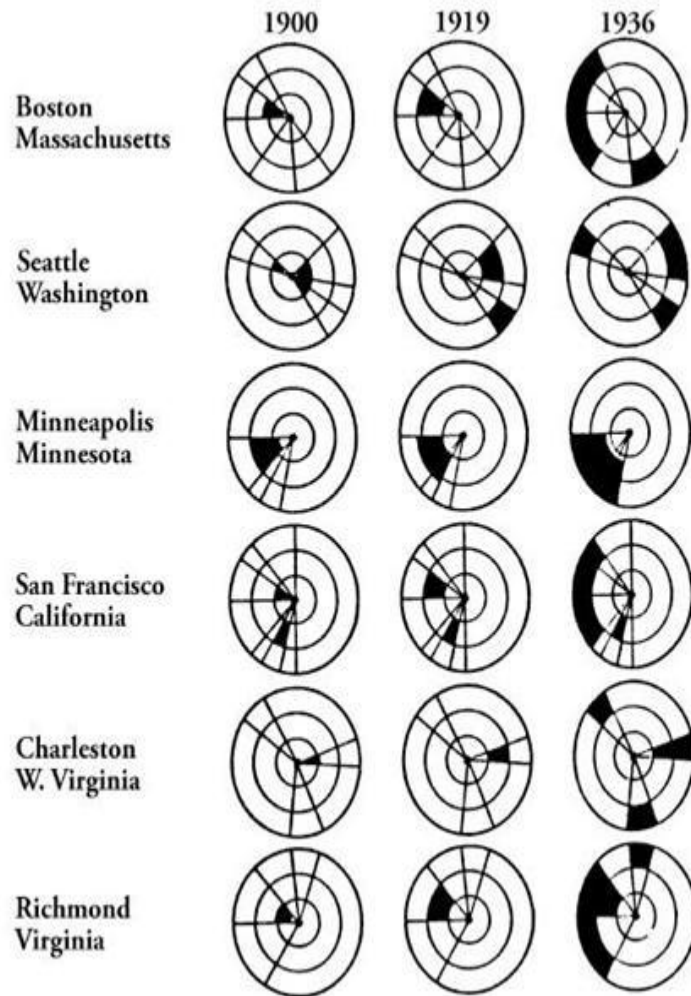 1900 1919 1936
Boston
Massachusetts
Seattle
Washington
Minneapolis
Minnesota
San Francisco
California
Charleston
W. Virginia
Richmond
Virginia